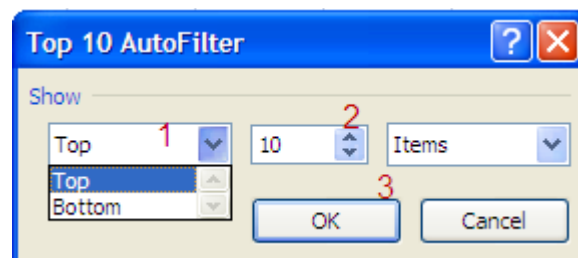 Top 10 AutoFilter ?
Show
Top 1 10 2 Items
Top
Bottom
3
OK Cancel